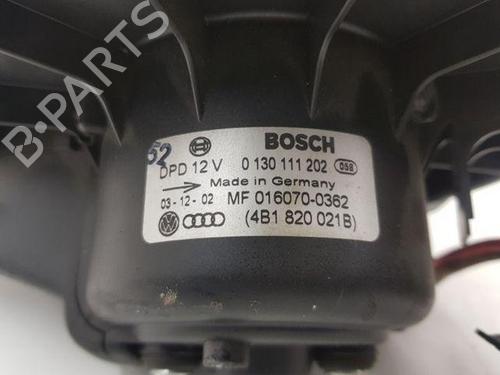 BOSCH
52
DPD 12 V 0 130 111 202 058
Made in Germany
03-12-02 MF 016070-0362
(4B1 820 021B)
B-PARTS